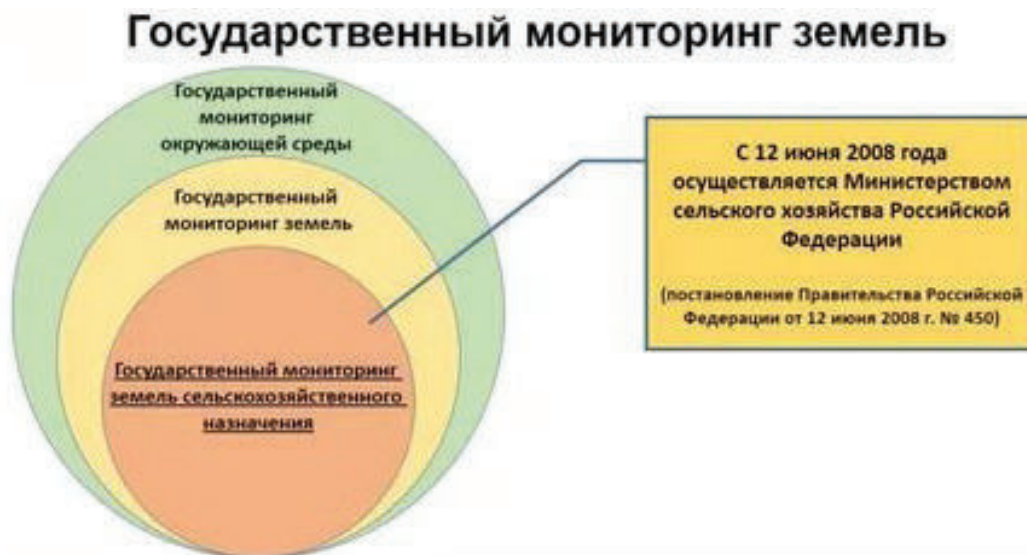 Государственный мониторинг земель
Государственный
мониторинг
окружающей среды
Государственный
мониторинг земель
Государственный мониторинг
земель сельскохозяйственного
назначения
С 12 июня 2008 года
осуществляется Министерством
сельского хозяйства Российской
Федерации
(постановление Правительства Российской
Федерации от 12 июня 2008 г. № 450)